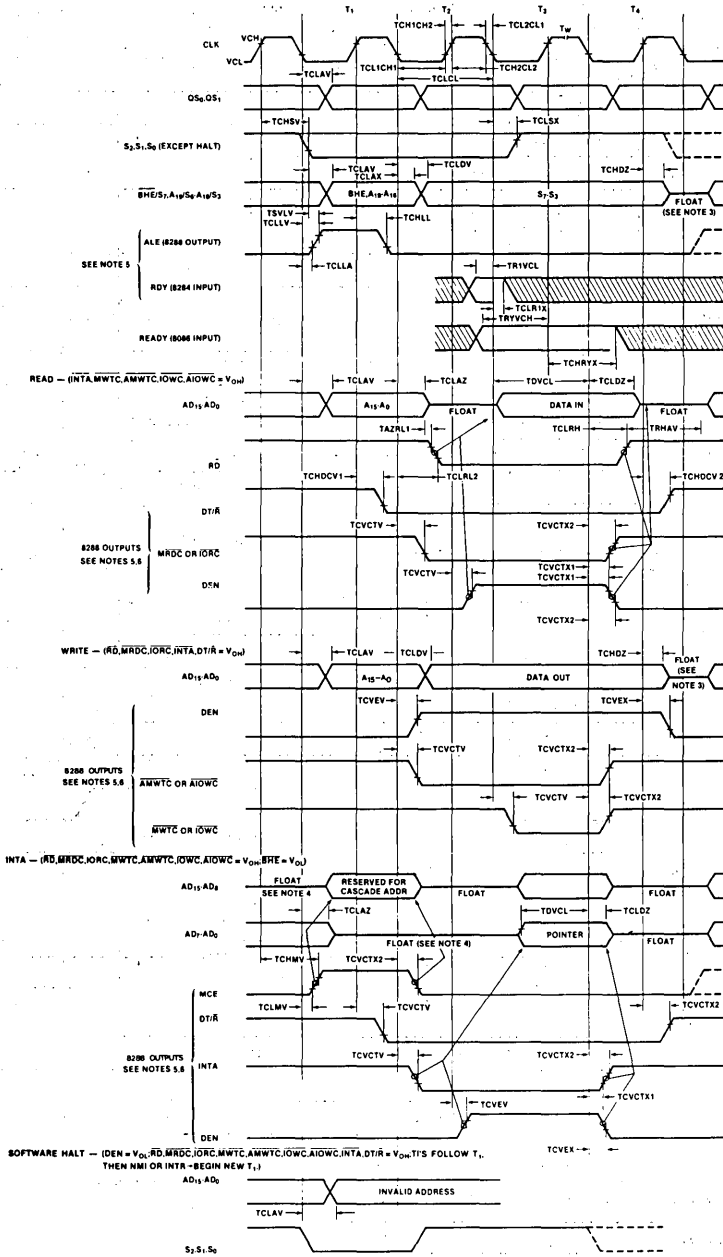 T1 T2 T3 T4
TCH1CH2 TCL2CL1 TW
VCH
CLK
VCL
TCLAV TCL1CH1 TCH2CL2
TCLCL
QS0.QS1
TCHSV TCLSX
S2.S1.S0 (EXCEPT HALT)
TCLAV TCLDV
TCLAX TCHDZ
BHE/S7,A19/S6-A16/S3 BHE,A19-A16 S7-S3
FLOAT
(SEE NOTE 3)
TSVLV
TCLLV TCHLL
ALE (8288 OUTPUT)
SEE NOTE 5
TCLLA TR1VCL
RDY (8284 INPUT)
TCLR1X
TRYVCH
READY (8086 INPUT)
TCHRYX
READ — (INTA,MWTC,AMWTC,IOWC,AIOWC = VOH)
TCLAV TCLAZ TDVCL TCLDZ
AD15-AD0 A15-A0 FLOAT DATA IN FLOAT
TAZRL1 TCLRH TRHAV
RD
TCHDCV1 TCLRL2 TCHDCV 2
DT/R
TCVCTV TCVCTX2
8288 OUTPUTS
SEE NOTES 5,6
MRDC OR IORC
TCVCTV TCVCTX1
TCVCTX1
DEN
TCVCTX2
WRITE — (RD,MRDC,IORC,INTA,DT/R = VOH)
TCLAV TCLDV TCHDZ FLOAT (SEE
NOTE 3)
AD15-AD0 A15-A0 DATA OUT
TCVEV TCVEX
DEN
TCVCTV TCVCTX2
8288 OUTPUTS
SEE NOTES 5,6
AMWTC OR AIOWC
TCVCTV TCVCTX2
MWTC OR IOWC
INTA — (RD,MRDC,IORC,MWTC,AMWTC,IOWC,AIOWC = VOH;BHE = VOL)
FLOAT
SEE NOTE 4
RESERVED FOR
CASCADE ADDR
AD15-AD8 FLOAT FLOAT
TCLAZ TDVCL TCLDZ
AD7-AD0 POINTER FLOAT
FLOAT (SEE NOTE 4)
TCHMV TCVCTX2
MCE
TCLMV TCVCTV TCVCTX2
DT/R
TCVCTV TCVCTX2
8288 OUTPUTS
SEE NOTES 5,6
INTA
TCVCTX1
TCVEV
DEN
TCVEX
SOFTWARE HALT — (DEN = VOL;RD,MRDC,IORC,MWTC,AMWTC,IOWC,AIOWC,INTA,DT/R = VOH.TI'S FOLLOW T1,
THEN NMI OR INTR→BEGIN NEW T1.)
AD15-AD0 INVALID ADDRESS
TCLAV
S2.S1.S0